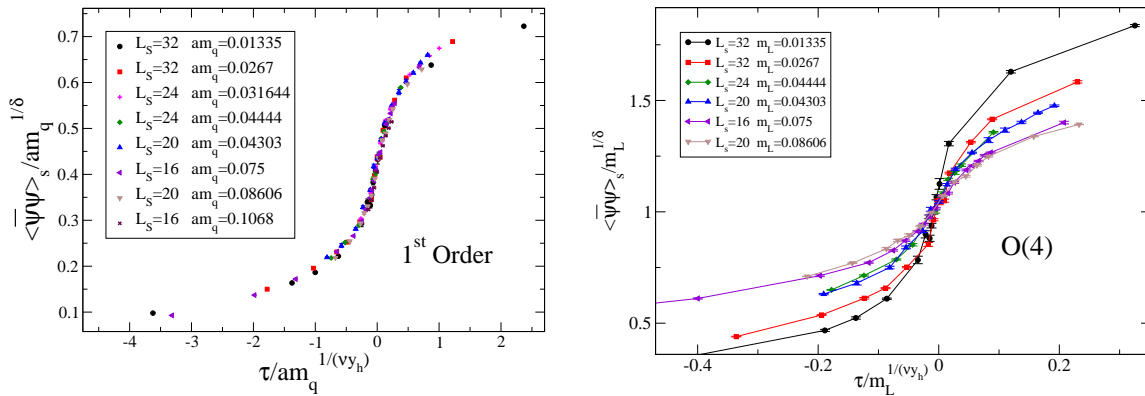 0.7
0.6
0.5
0.4
0.3
0.2
0.1
<ψ̅ψ>_s/am_q^{1/δ}
L_S=32 am_q=0.01335
L_S=32 am_q=0.0267
L_S=24 am_q=0.031644
L_S=24 am_q=0.04444
L_S=20 am_q=0.04303
L_S=16 am_q=0.075
L_S=20 am_q=0.08606
L_S=16 am_q=0.1068
1^{st} Order
-4 -3 -2 -1 0 1 2
τ/am_q^{1/(νy_h)}
1.5
1
0.5
<ψ̅ψ>_s/m_L^{1/δ}
L_s=32 m_L=0.01335
L_s=32 m_L=0.0267
L_s=24 m_L=0.04444
L_s=20 m_L=0.04303
L_s=16 m_L=0.075
L_s=20 m_L=0.08606
O(4)
-0.4 -0.2 0 0.2
τ/m_L^{1/(νy_h)}